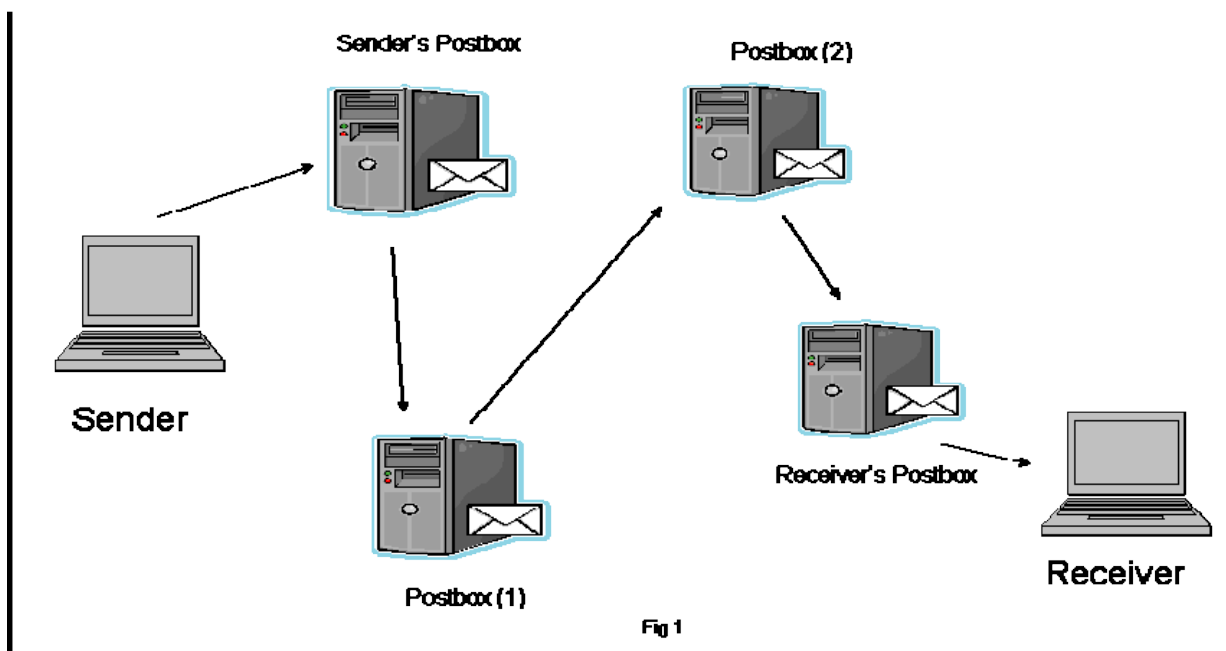 Sender's Postbox
Postbox (2)
Sender
Receiver's Postbox
Receiver
Postbox (1)
Fig 1